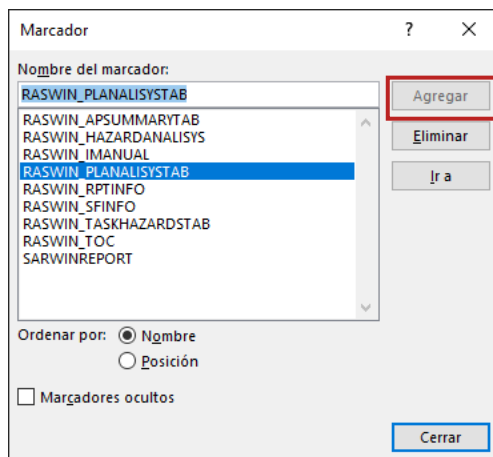 Marcador
?
Nombre del marcador:
RASWIN_PLANALISYSTAB
Agregar
RASWIN_APSUMMARYTAB
RASWIN_HAZARDANALISYS
RASWIN_IMANUAL
RASWIN_PLANALISYSTAB
RASWIN_RPTINFO
RASWIN_SFINFO
RASWIN_TASKHAZARDSTAB
RASWIN_TOC
SARWINREPORT
Eliminar
Ir a
Ordenar por: Nombre
Posición
Marcadores ocultos
Cerrar